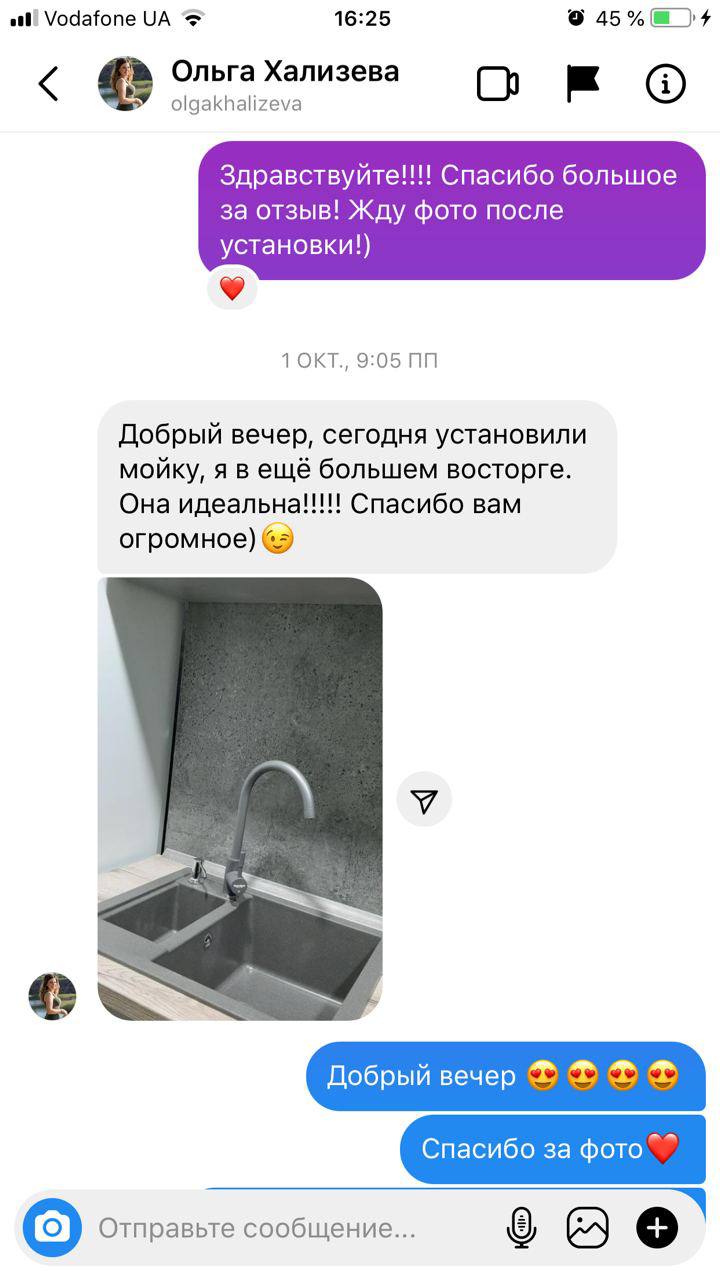 Vodafone UA 16:25 45 %
Ольга Хализева
olgakhalizeva
Здравствуйте!!!! Спасибо большое
за отзыв! Жду фото после
установки!)
❤️
1 ОКТ., 9:05 ПП
Добрый вечер, сегодня установили
мойку, я в ещё большем восторге.
Она идеальна!!!!! Спасибо вам
огромное)😉
Добрый вечер 😍😍😍😍
Спасибо за фото❤️
Отправьте сообщение...